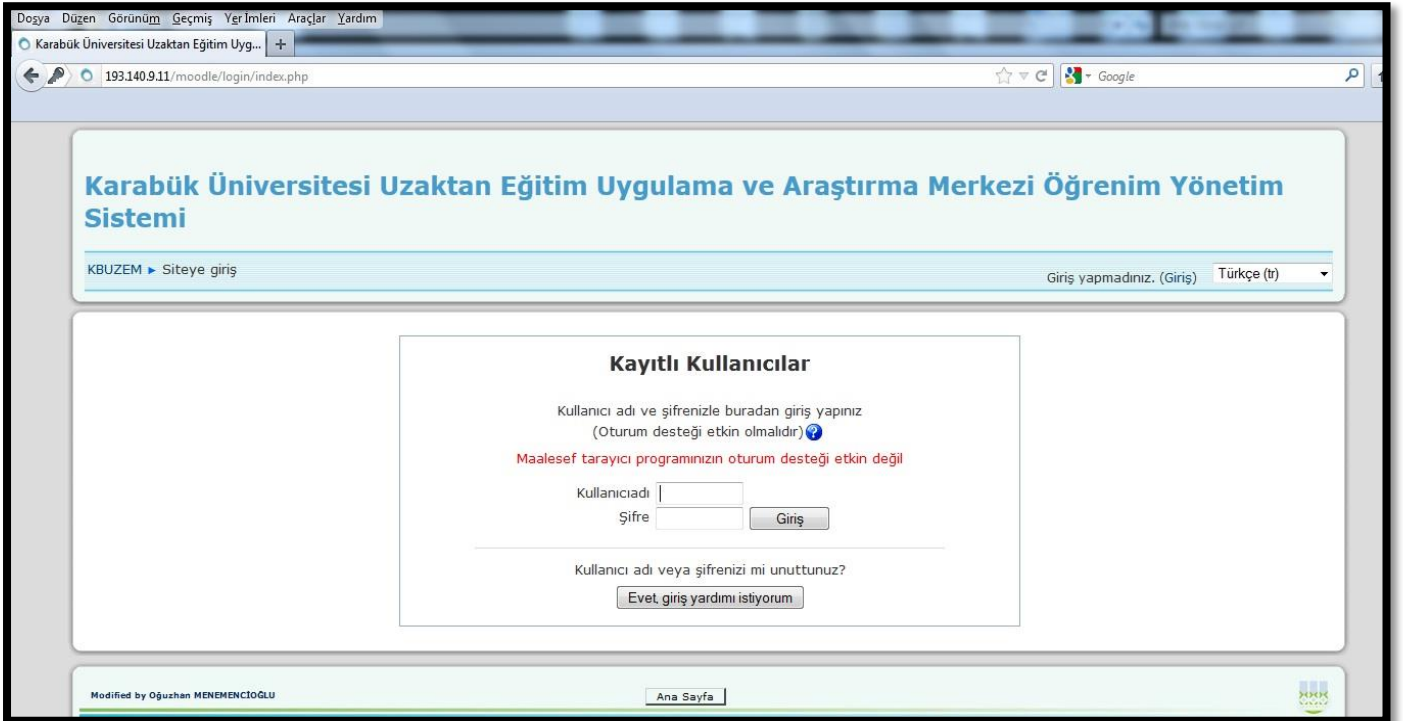 Dosya Düzen Görünüm Geçmiş Yer İmleri Araçlar Yardım
Karabük Üniversitesi Uzaktan Eğitim Uyg... +
193.140.9.11/moodle/login/index.php Google
Karabük Üniversitesi Uzaktan Eğitim Uygulama ve Araştırma Merkezi Öğrenim Yönetim
Sistemi
KBUZEM ► Siteye giriş
Giriş yapmadınız. (Giriş) Türkçe (tr)
Kayıtlı Kullanıcılar
Kullanıcı adı ve şifrenizle buradan giriş yapınız
(Oturum desteği etkin olmalıdır)?
Maalesef tarayıcı programınızın oturum desteği etkin değil
Kullanıcıadı
Şifre Giriş
Kullanıcı adı veya şifrenizi mi unuttunuz?
Evet, giriş yardımı istiyorum
Modified by Oğuzhan MENEMENCİOĞLU Ana Sayfa